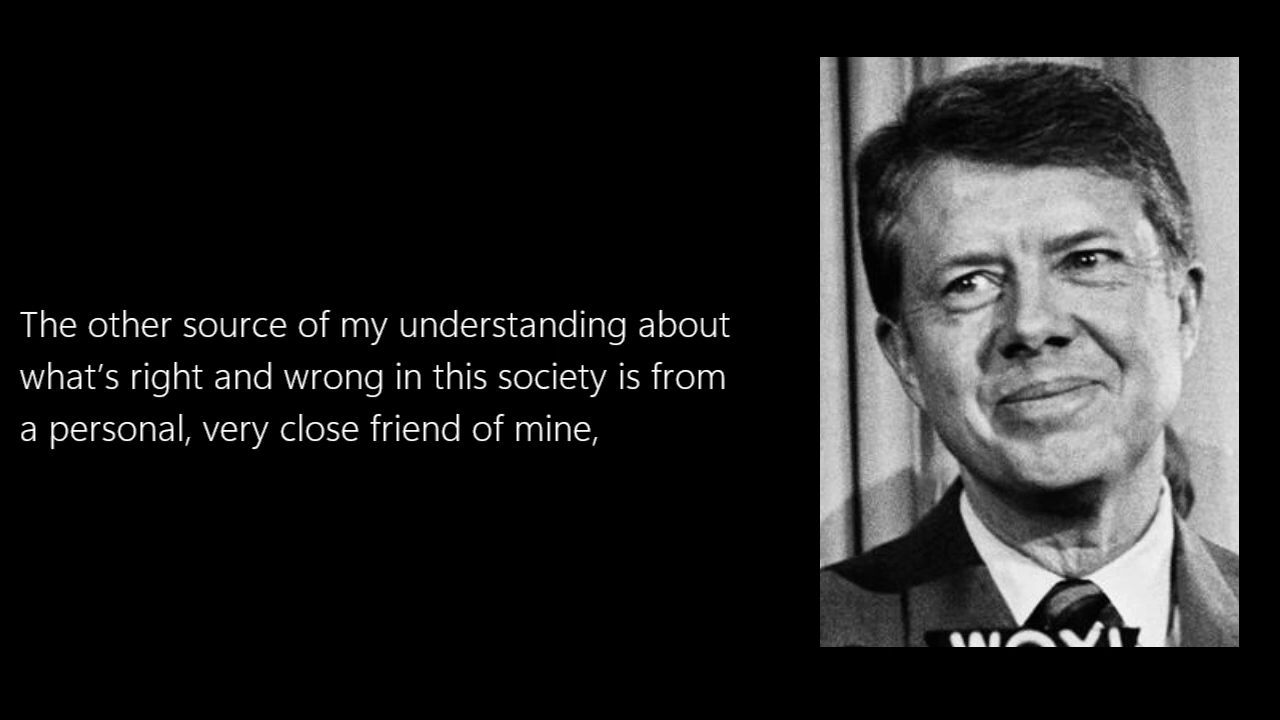 The other source of my understanding about
what's right and wrong in this society is from
a personal, very close friend of mine,